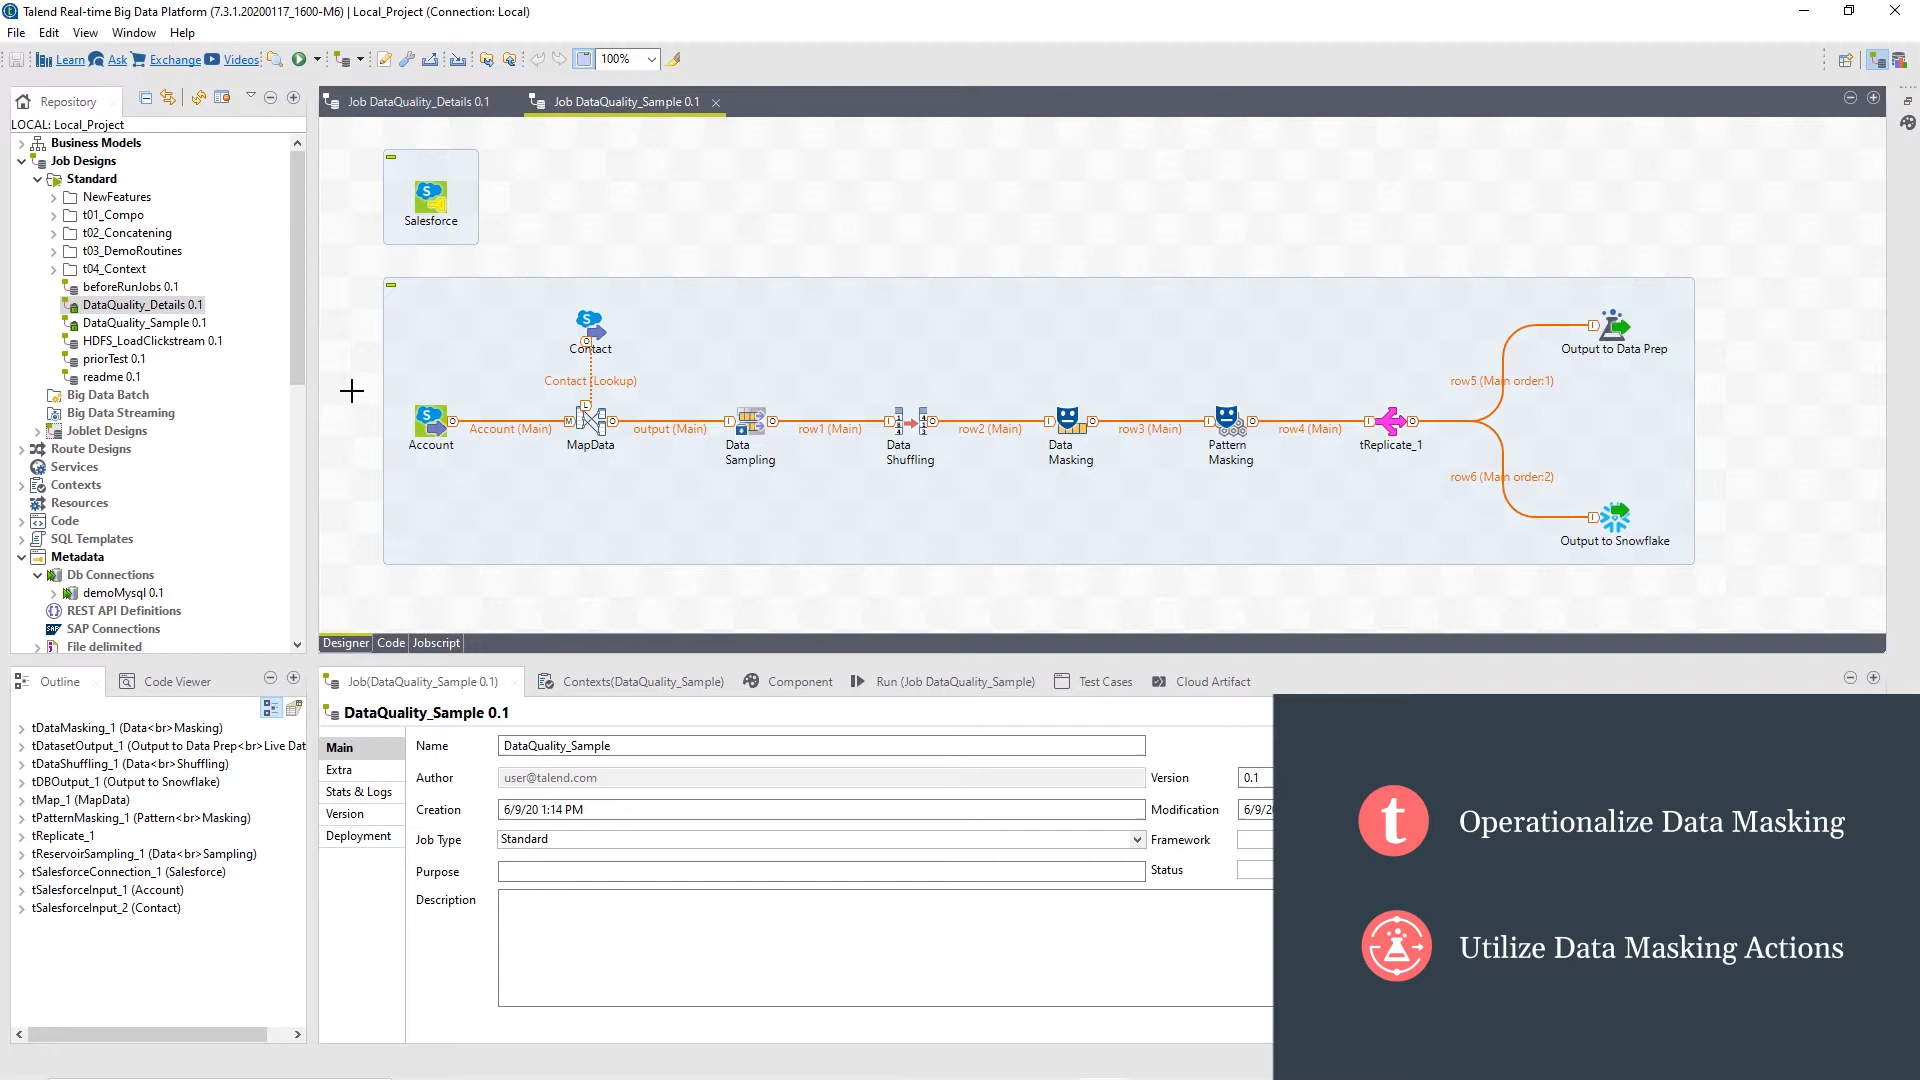 Talend Real-time Big Data Platform (7.3.1.20200117_1600-M6) | Local_Project (Connection: Local)
File Edit View Window Help
Learn Ask Exchange Videos 100%
Repository
LOCAL: Local_Project
Business Models
Job Designs
Standard
NewFeatures
t01_Compo
t02_Concatening
t03_DemoRoutines
t04_Context
beforeRunJobs 0.1
DataQuality_Details 0.1
DataQuality_Sample 0.1
HDFS_LoadClickstream 0.1
priorTest 0.1
readme 0.1
Big Data Batch
Big Data Streaming
Joblet Designs
Route Designs
Services
Contexts
Resources
Code
SQL Templates
Metadata
Db Connections
demoMysql 0.1
REST API Definitions
SAP Connections
File delimited
Job DataQuality_Details 0.1
Job DataQuality_Sample 0.1
Salesforce
Contact
Contact (Lookup)
Account
Account (Main)
MapData
output (Main)
Data
Sampling
row1 (Main)
Data
Shuffling
row2 (Main)
Data
Masking
row3 (Main)
Pattern
Masking
row4 (Main)
tReplicate_1
row5 (Main order:1)
Output to Data Prep
row6 (Main order:2)
Output to Snowflake
Designer Code Jobscript
Outline Code Viewer
tDataMasking_1 (Data<br>Masking)
tDatasetOutput_1 (Output to Data Prep<br>Live Dat
tDataShuffling_1 (Data<br>Shuffling)
tDBOutput_1 (Output to Snowflake)
tMap_1 (MapData)
tPatternMasking_1 (Pattern<br>Masking)
tReplicate_1
tReservoirSampling_1 (Data<br>Sampling)
tSalesforceConnection_1 (Salesforce)
tSalesforceInput_1 (Account)
tSalesforceInput_2 (Contact)
Job(DataQuality_Sample 0.1) Contexts(DataQuality_Sample) Component Run (Job DataQuality_Sample) Test Cases Cloud Artifact
DataQuality_Sample 0.1
Main
Extra
Stats & Logs
Version
Deployment
Name DataQuality_Sample
Author user@talend.com Version 0.1
Creation 6/9/20 1:14 PM Modification 6/9/2
Job Type Standard Framework
Purpose Status
Description
t Operationalize Data Masking
Utilize Data Masking Actions